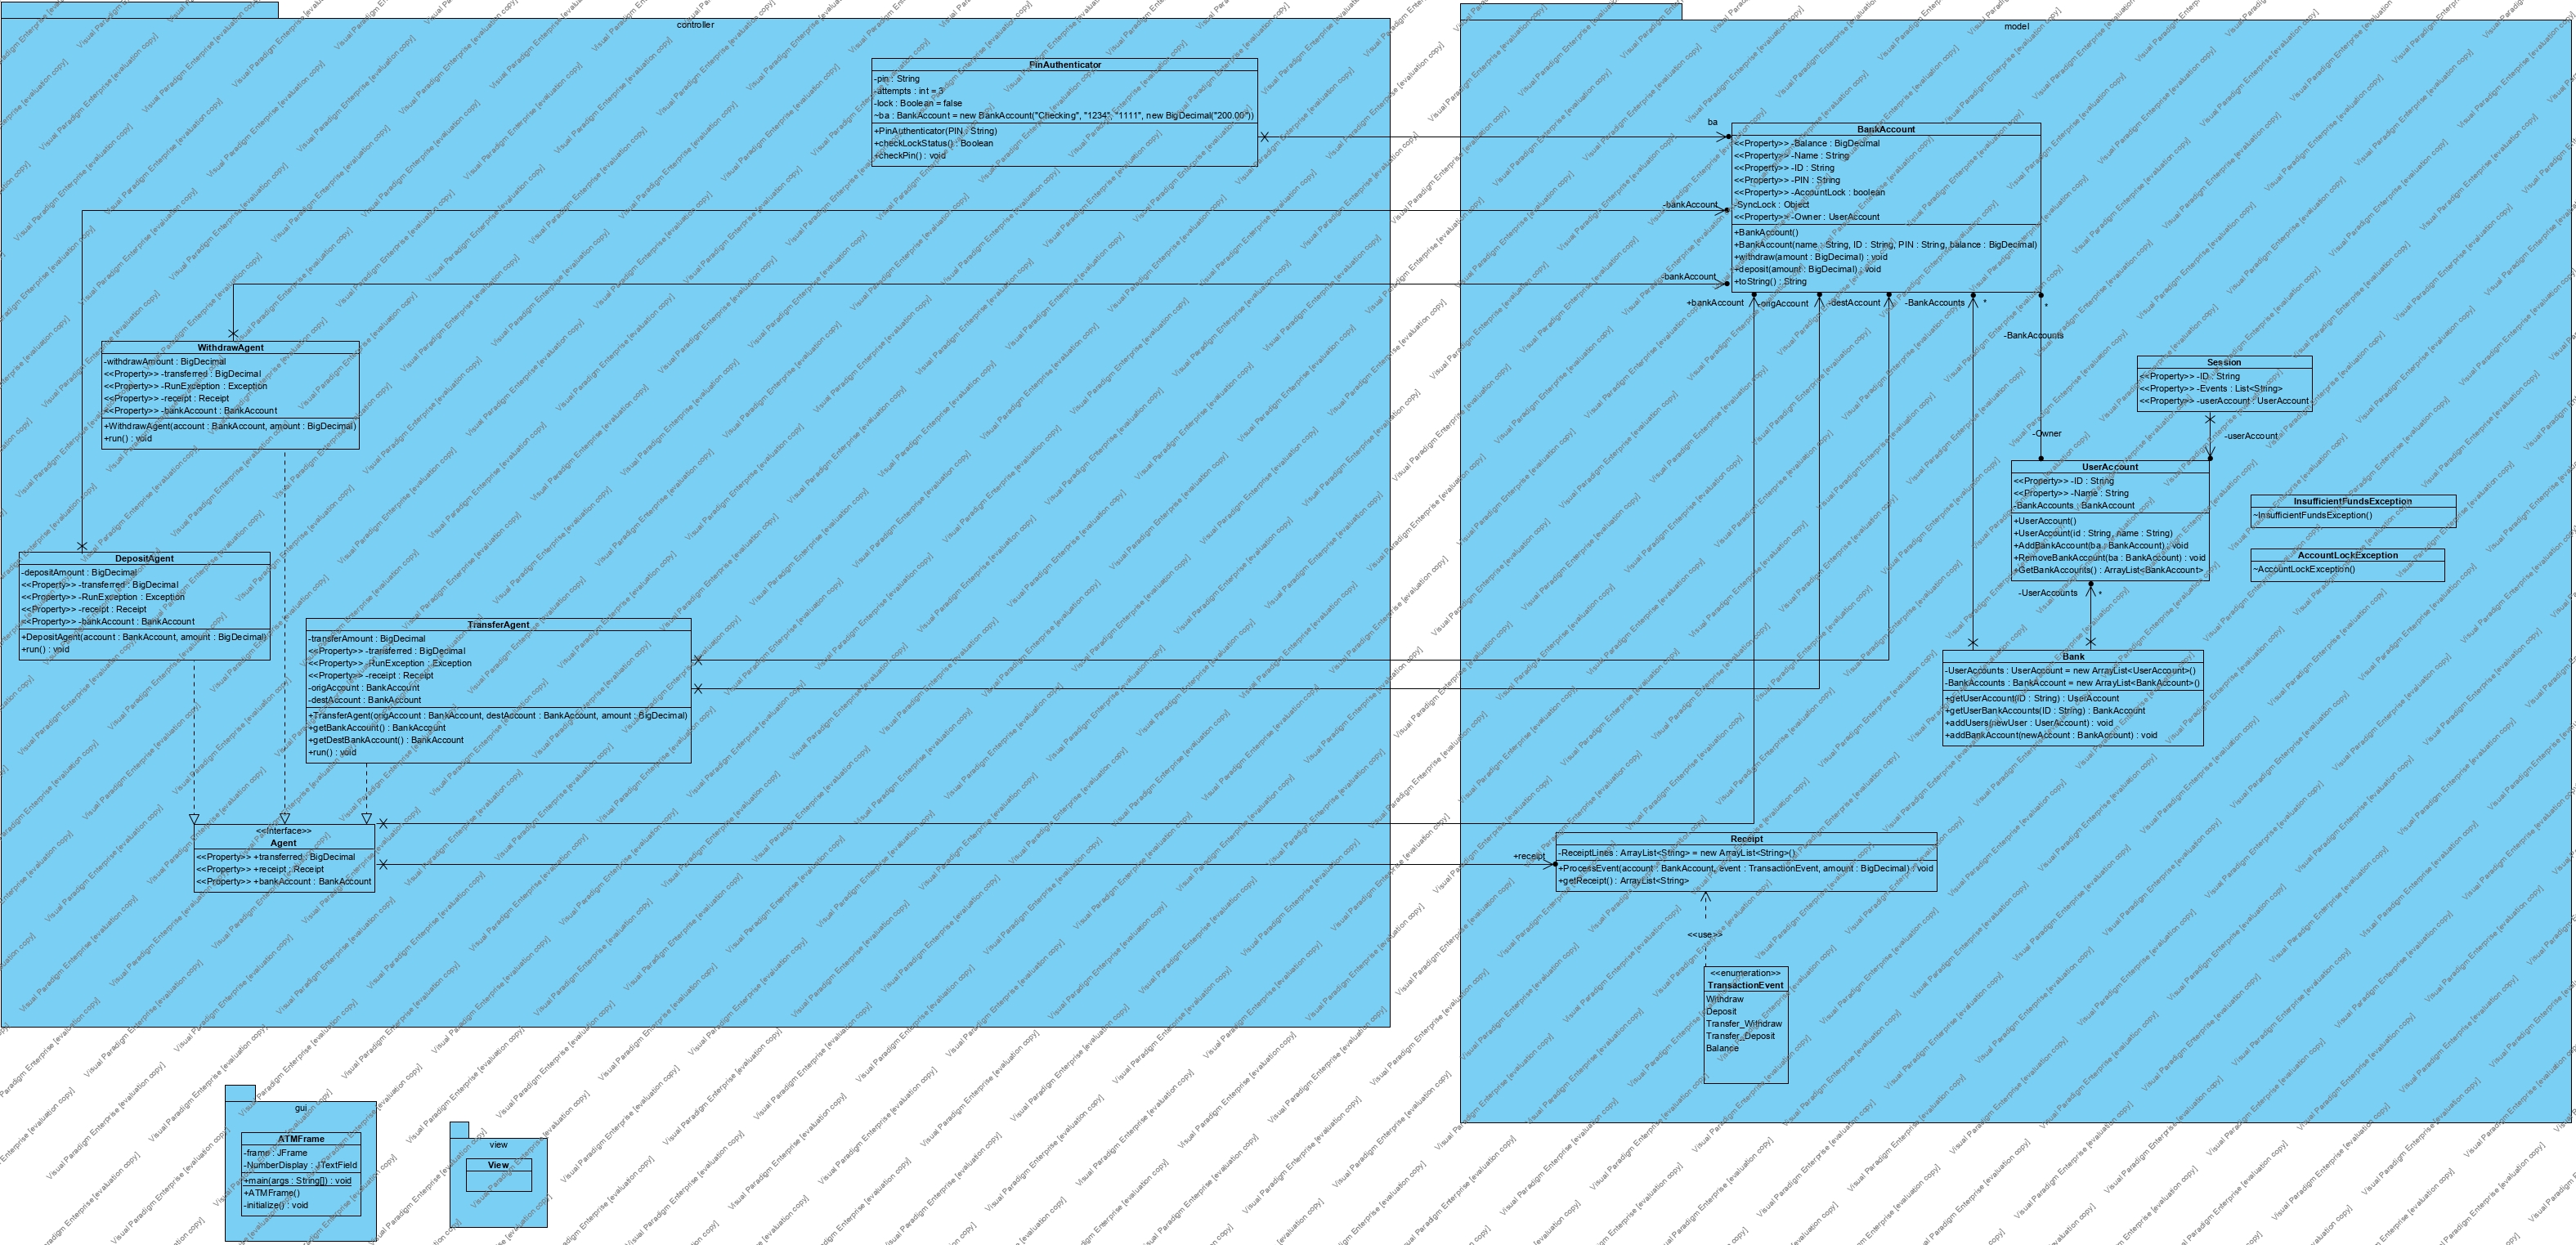 controller
PinAuthenticator
-pin : String
-attempts : int = 3
-lock : Boolean = false
~ba : BankAccount = new BankAccount("Checking", "1234", "1111", new BigDecimal("200.00"))
+PinAuthenticator(PIN : String)
+checkLockStatus() : Boolean
+checkPin() : void
WithdrawAgent
-withdrawAmount : BigDecimal
<<Property>> -transferred : BigDecimal
<<Property>> -RunException : Exception
<<Property>> -receipt : Receipt
<<Property>> -bankAccount : BankAccount
+WithdrawAgent(account : BankAccount, amount : BigDecimal)
+run() : void
DepositAgent
-depositAmount : BigDecimal
<<Property>> -transferred : BigDecimal
<<Property>> -RunException : Exception
<<Property>> -receipt : Receipt
<<Property>> -bankAccount : BankAccount
+DepositAgent(account : BankAccount, amount : BigDecimal)
+run() : void
TransferAgent
-transferAmount : BigDecimal
<<Property>> -transferred : BigDecimal
<<Property>> -RunException : Exception
<<Property>> -receipt : Receipt
-origAccount : BankAccount
-destAccount : BankAccount
+TransferAgent(origAccount : BankAccount, destAccount : BankAccount, amount : BigDecimal)
+getBankAccount() : BankAccount
+getDestBankAccount() : BankAccount
+run() : void
<<Interface>>
Agent
<<Property>> +transferred : BigDecimal
<<Property>> +receipt : Receipt
<<Property>> +bankAccount : BankAccount
model
ba
-bankAccount
-bankAccount
BankAccount
<<Property>> -Balance : BigDecimal
<<Property>> -Name : String
<<Property>> -ID : String
<<Property>> -PIN : String
<<Property>> -AccountLock : boolean
-SyncLock : Object
<<Property>> -Owner : UserAccount
+BankAccount()
+BankAccount(name : String, ID : String, PIN : String, balance : BigDecimal)
+withdraw(amount : BigDecimal) : void
+deposit(amount : BigDecimal) : void
+toString() : String
+bankAccount
-origAccount
-destAccount
-BankAccounts
*
*
-BankAccounts
Session
<<Property>> -ID : String
<<Property>> -Events : List<String>
<<Property>> -userAccount : UserAccount
-Owner
-userAccount
UserAccount
<<Property>> -ID : String
<<Property>> -Name : String
-BankAccounts : BankAccount
+UserAccount()
+UserAccount(id : String, name : String)
+AddBankAccount(ba : BankAccount) : void
+RemoveBankAccount(ba : BankAccount) : void
+GetBankAccounts() : ArrayList<BankAccount>
InsufficientFundsException
~InsufficientFundsException()
AccountLockException
~AccountLockException()
-UserAccounts
*
Bank
-UserAccounts : UserAccount = new ArrayList<UserAccount>()
-BankAccounts : BankAccount = new ArrayList<BankAccount>()
+getUserAccount(ID : String) : UserAccount
+getUserBankAccounts(ID : String) : BankAccount
+addUsers(newUser : UserAccount) : void
+addBankAccount(newAccount : BankAccount) : void
+receipt
Receipt
-ReceiptLines : ArrayList<String> = new ArrayList<String>()
+ProcessEvent(account : BankAccount, event : TransactionEvent, amount : BigDecimal) : void
+getReceipt() : ArrayList<String>
<<use>>
<<enumeration>>
TransactionEvent
Withdraw
Deposit
Transfer_Withdraw
Transfer_Deposit
Balance
gui
ATMFrame
-frame : JFrame
-NumberDisplay : JTextField
+main(args : String[]) : void
+ATMFrame()
-initialize() : void
view
View
Visual Paradigm Enterprise [evaluation copy]